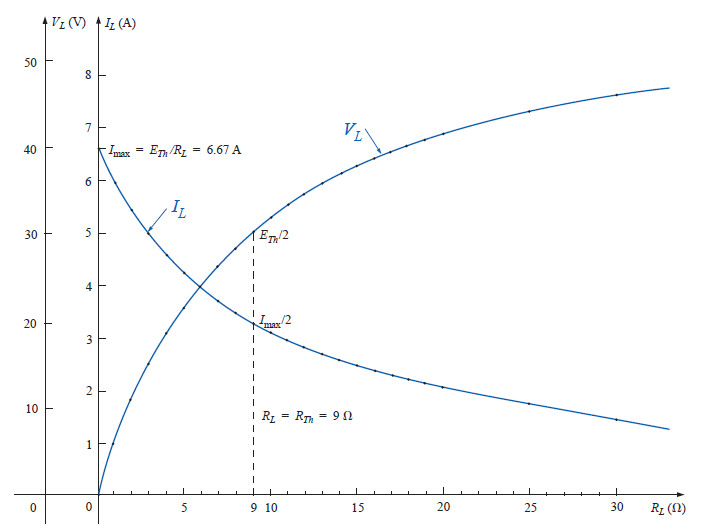 V_L (V)
I_L (A)
50
8
7
V_L
40
I_max = E_Th/R_L = 6.67 A
6
I_L
30
5
E_Th/2
4
20
I_max/2
3
2
10
R_L = R_Th = 9 Ω
1
0
0
5
9
10
15
20
25
30
R_L (Ω)